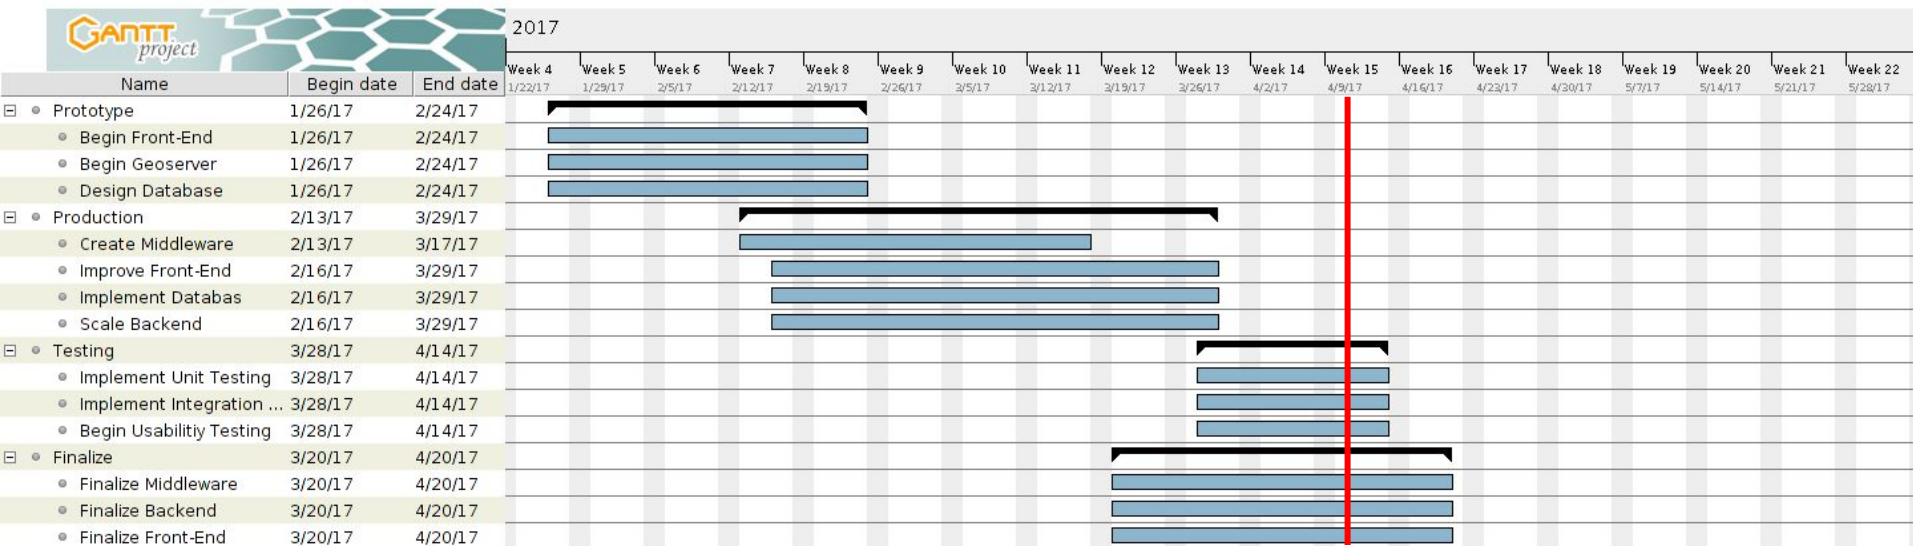 GANTT
project
2017
Week 4 Week 5 Week 6 Week 7 Week 8 Week 9 Week 10 Week 11 Week 12 Week 13 Week 14 Week 15 Week 16 Week 17 Week 18 Week 19 Week 20 Week 21 Week 22
Name Begin date End date 1/22/17 1/29/17 2/5/17 2/12/17 2/19/17 2/26/17 3/5/17 3/12/17 3/19/17 3/26/17 4/2/17 4/9/17 4/16/17 4/23/17 4/30/17 5/7/17 5/14/17 5/21/17 5/28/17
Prototype 1/26/17 2/24/17
Begin Front-End 1/26/17 2/24/17
Begin Geoserver 1/26/17 2/24/17
Design Database 1/26/17 2/24/17
Production 2/13/17 3/29/17
Create Middleware 2/13/17 3/17/17
Improve Front-End 2/16/17 3/29/17
Implement Databas 2/16/17 3/29/17
Scale Backend 2/16/17 3/29/17
Testing 3/28/17 4/14/17
Implement Unit Testing 3/28/17 4/14/17
Implement Integration ... 3/28/17 4/14/17
Begin Usabilitiy Testing 3/28/17 4/14/17
Finalize 3/20/17 4/20/17
Finalize Middleware 3/20/17 4/20/17
Finalize Backend 3/20/17 4/20/17
Finalize Front-End 3/20/17 4/20/17